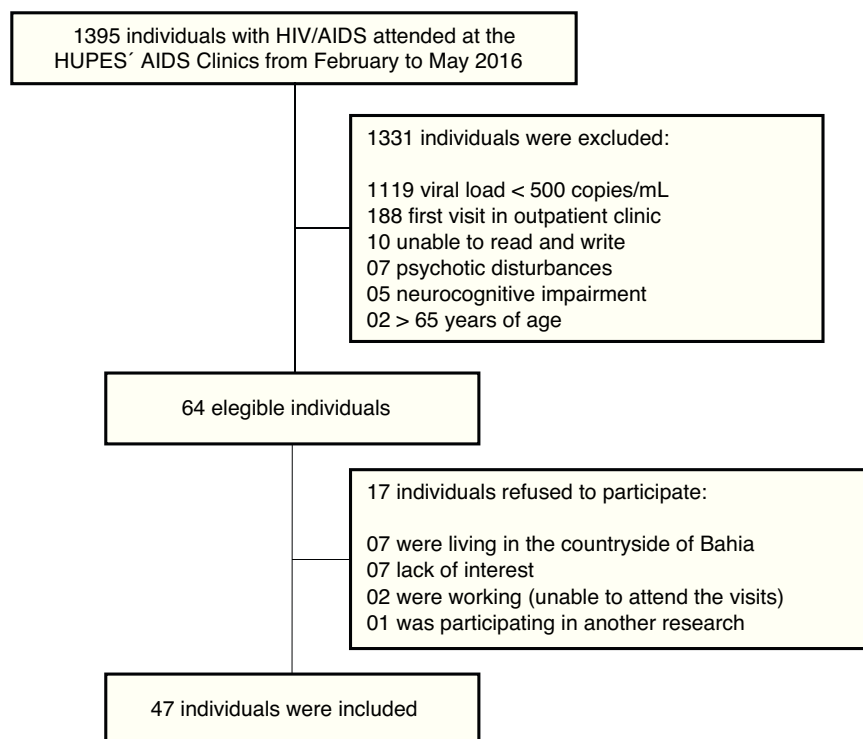 1395 individuals with HIV/AIDS attended at the
HUPES´ AIDS Clinics from February to May 2016
1331 individuals were excluded:
1119 viral load < 500 copies/mL
188 first visit in outpatient clinic
10 unable to read and write
07 psychotic disturbances
05 neurocognitive impairment
02 > 65 years of age
64 elegible individuals
17 individuals refused to participate:
07 were living in the countryside of Bahia
07 lack of interest
02 were working (unable to attend the visits)
01 was participating in another research
47 individuals were included